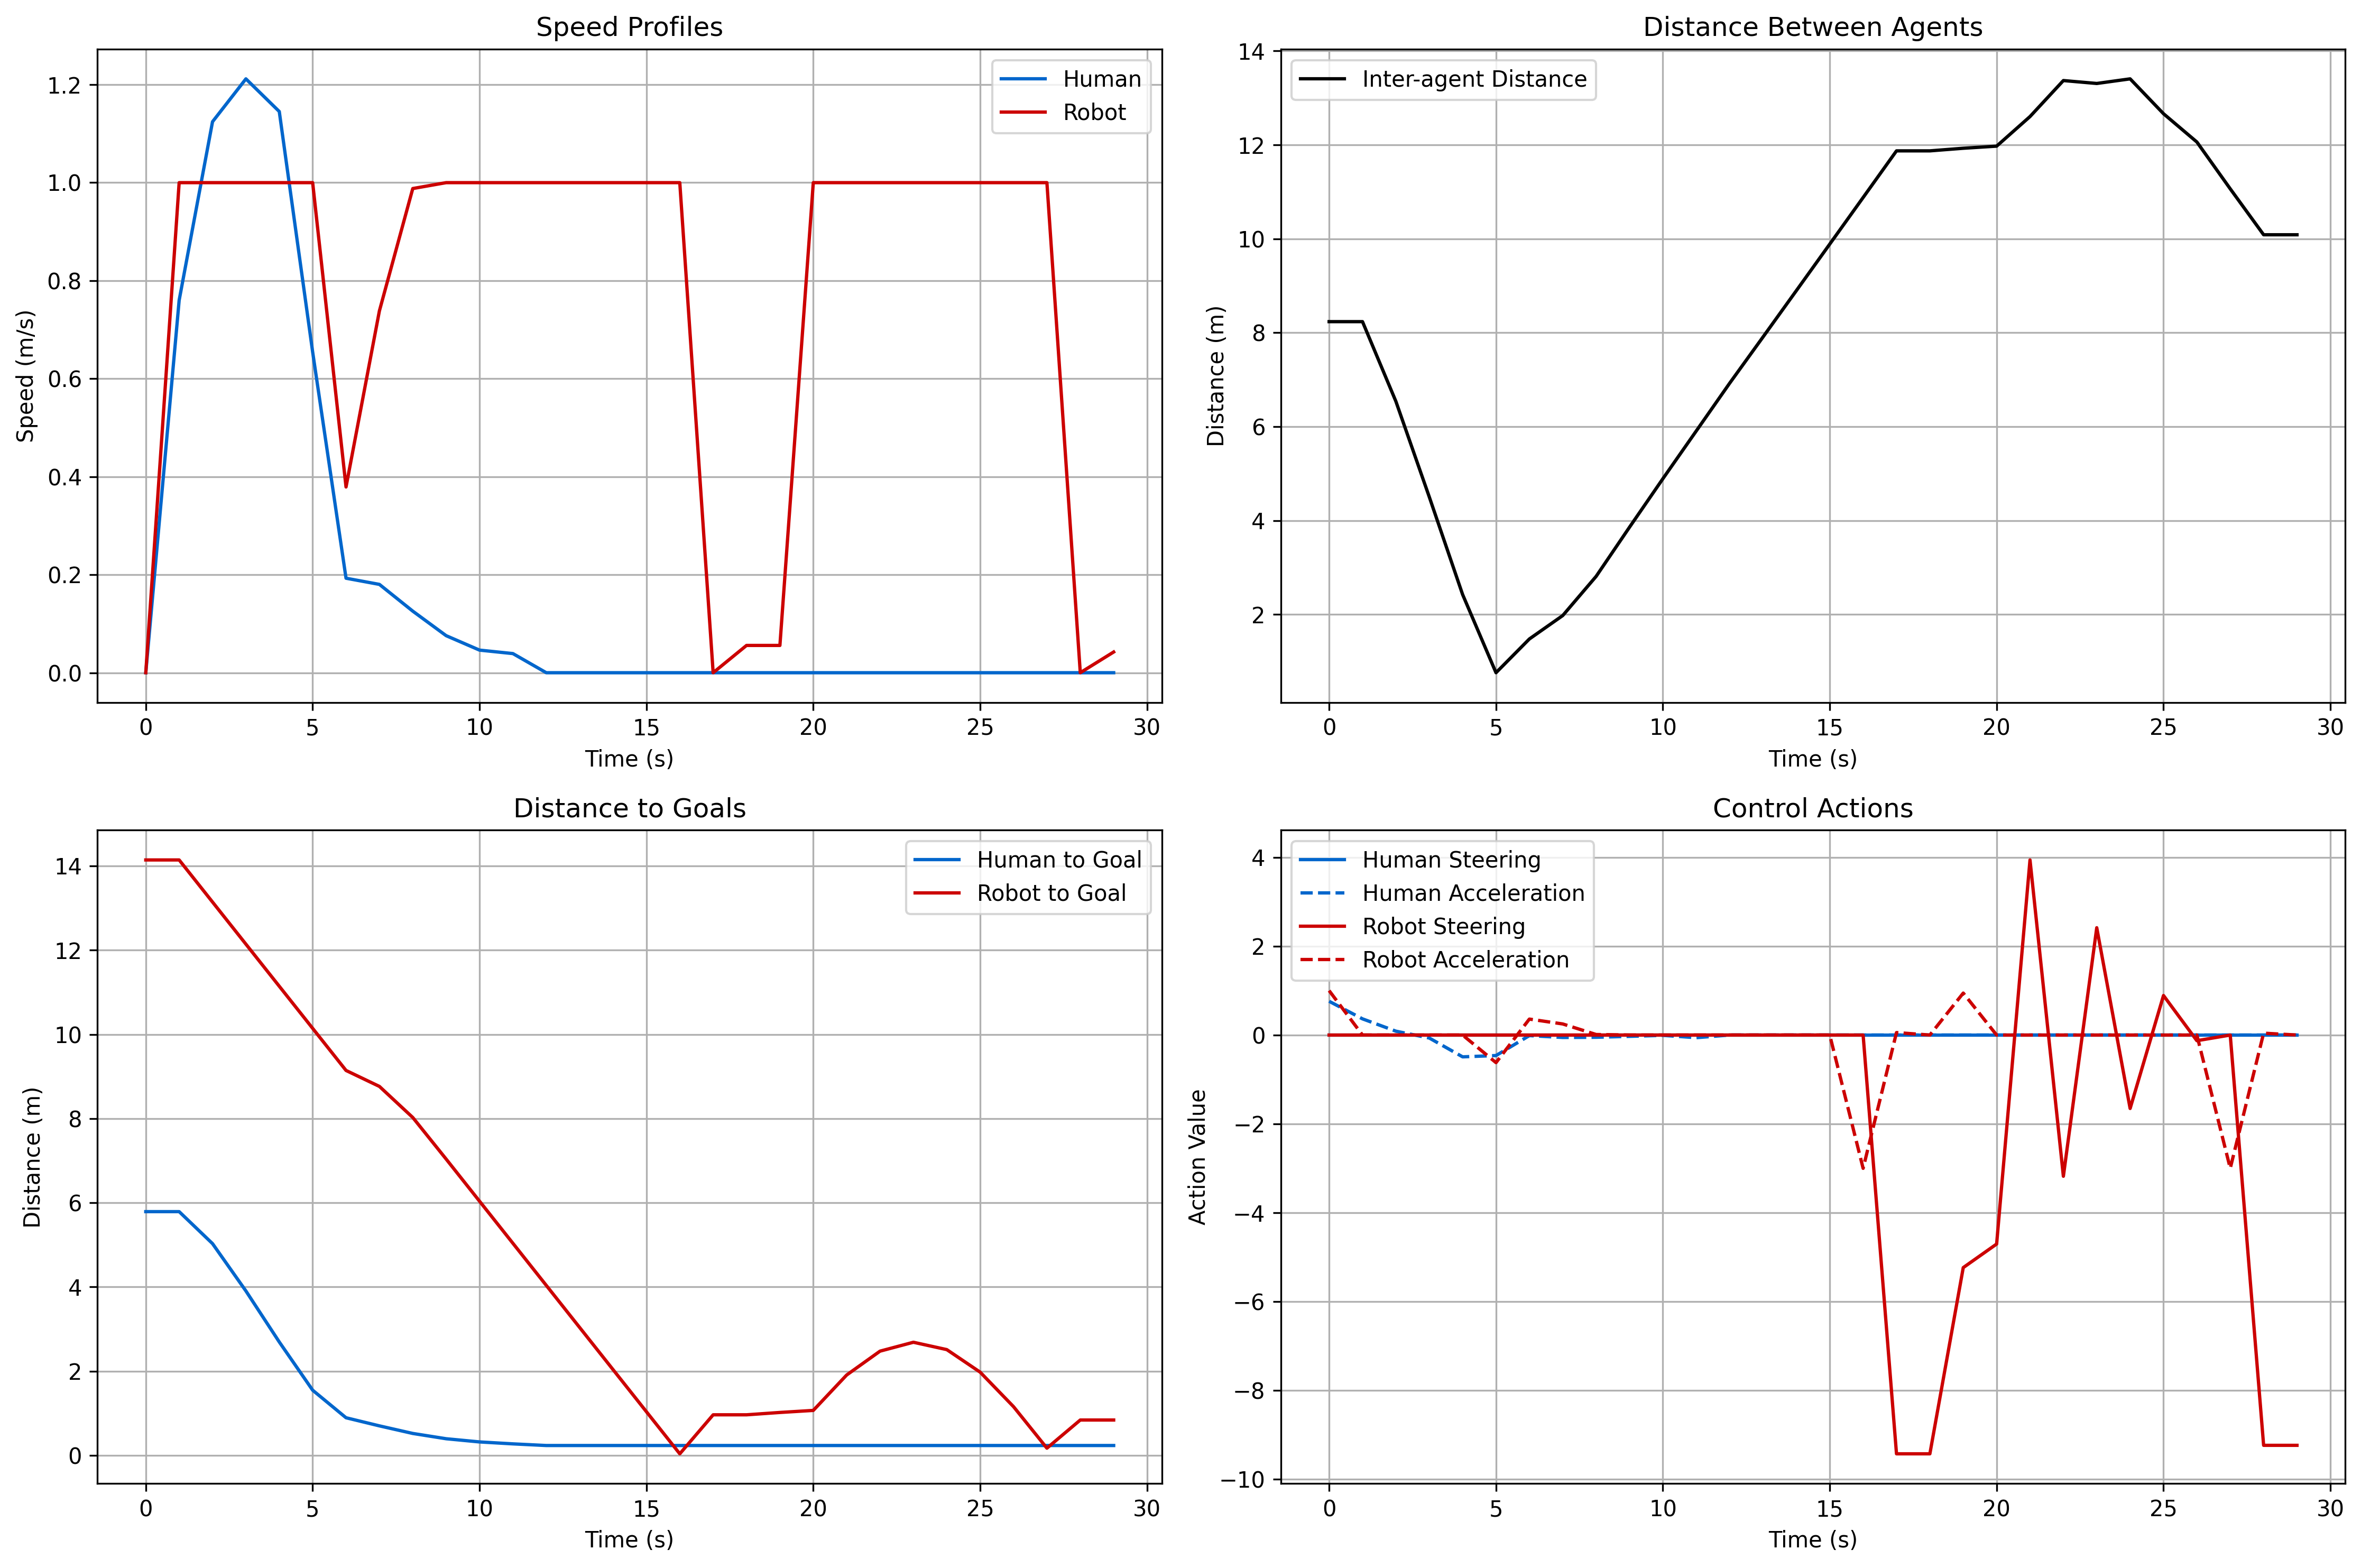 Speed Profiles
Speed (m/s)
1.2
1.0
0.8
0.6
0.4
0.2
0.0
Human
Robot
0 5 10 15 20 25 30
Time (s)
Distance Between Agents
Distance (m)
14
12
10
8
6
4
2
Inter-agent Distance
0 5 10 15 20 25 30
Time (s)
Distance to Goals
Distance (m)
14
12
10
8
6
4
2
0
Human to Goal
Robot to Goal
0 5 10 15 20 25 30
Time (s)
Control Actions
Action Value
4
2
0
−2
−4
−6
−8
−10
Human Steering
Human Acceleration
Robot Steering
Robot Acceleration
0 5 10 15 20 25 30
Time (s)